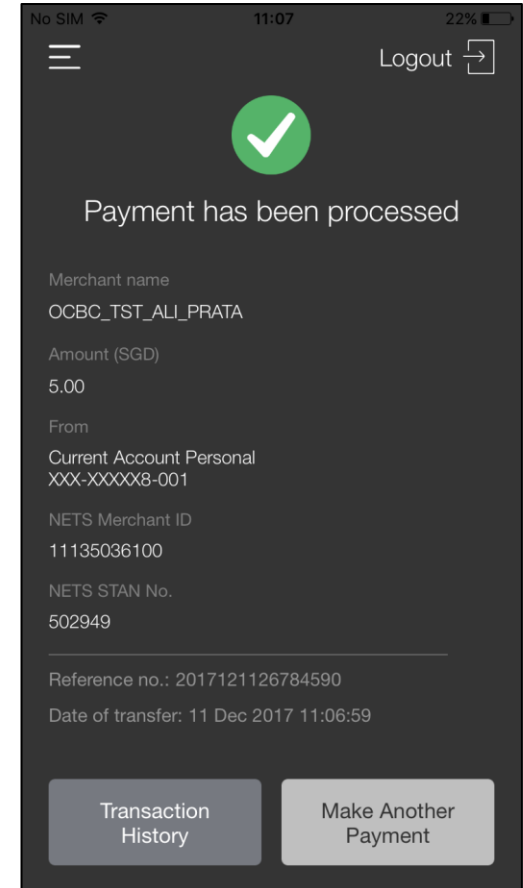 No SIM 11:07 22%
Logout
Payment has been processed
Merchant name
OCBC_TST_ALI_PRATA
Amount (SGD)
5.00
From
Current Account Personal
XXX-XXXXX8-001
NETS Merchant ID
11135036100
NETS STAN No.
502949
Reference no.: 2017121126784590
Date of transfer: 11 Dec 2017 11:06:59
Transaction
History
Make Another
Payment